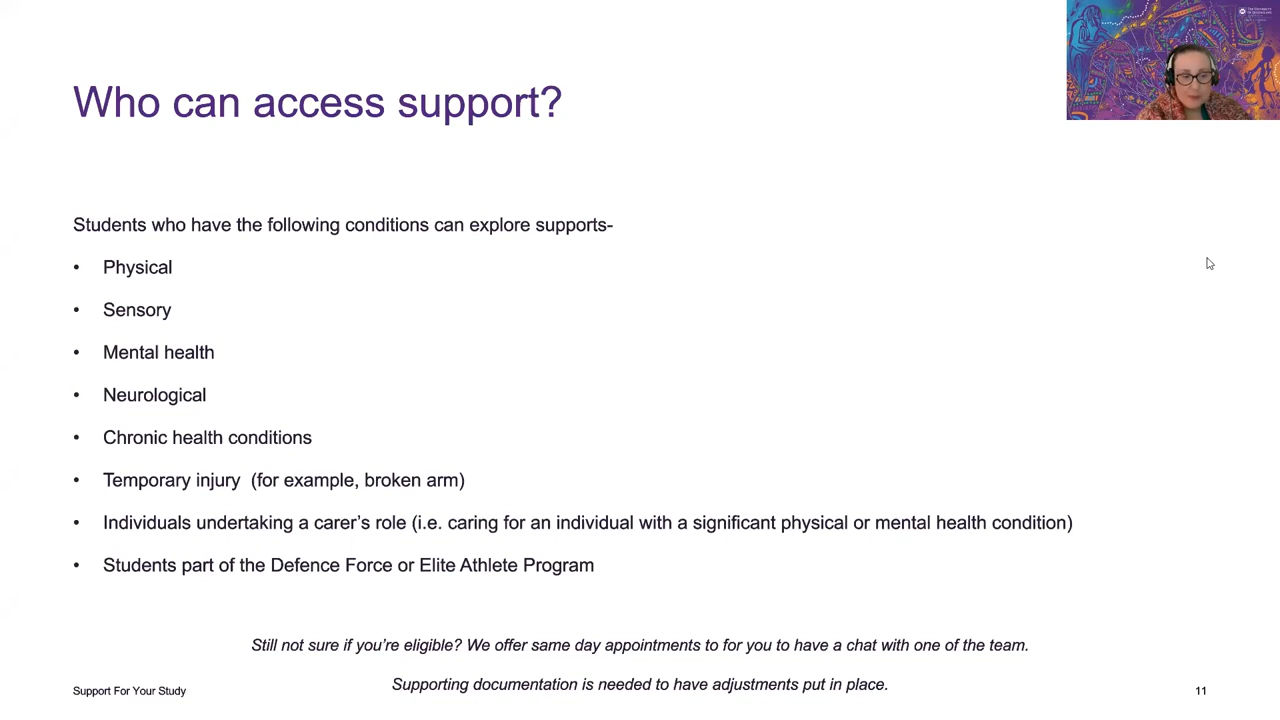 Who can access support?
Students who have the following conditions can explore supports-
• Physical
• Sensory
• Mental health
• Neurological
• Chronic health conditions
• Temporary injury  (for example, broken arm)
• Individuals undertaking a carer’s role (i.e. caring for an individual with a significant physical or mental health condition)
• Students part of the Defence Force or Elite Athlete Program
Still not sure if you’re eligible? We offer same day appointments to for you to have a chat with one of the team.
Supporting documentation is needed to have adjustments put in place.
Support For Your Study
11